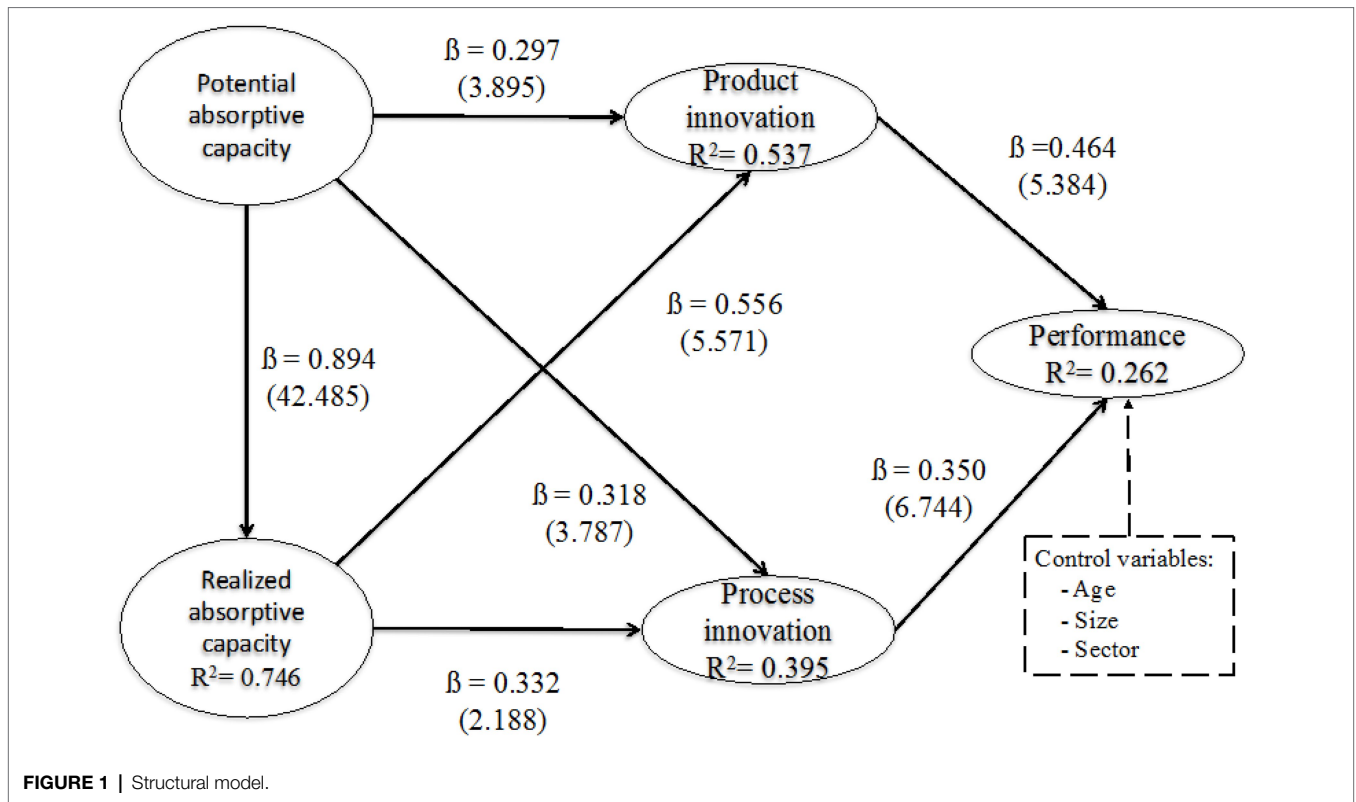 Potential
absorptive
capacity
ß = 0.297
(3.895)
Product
innovation
R²= 0.537
ß =0.464
(5.384)
ß = 0.894
(42.485)
ß = 0.556
(5.571)
Performance
R²= 0.262
ß = 0.318
(3.787)
ß = 0.350
(6.744)
Control variables:
- Age
- Size
- Sector
Realized
absorptive
capacity
R²= 0.746
ß = 0.332
(2.188)
Process
innovation
R²= 0.395
FIGURE 1 | Structural model.